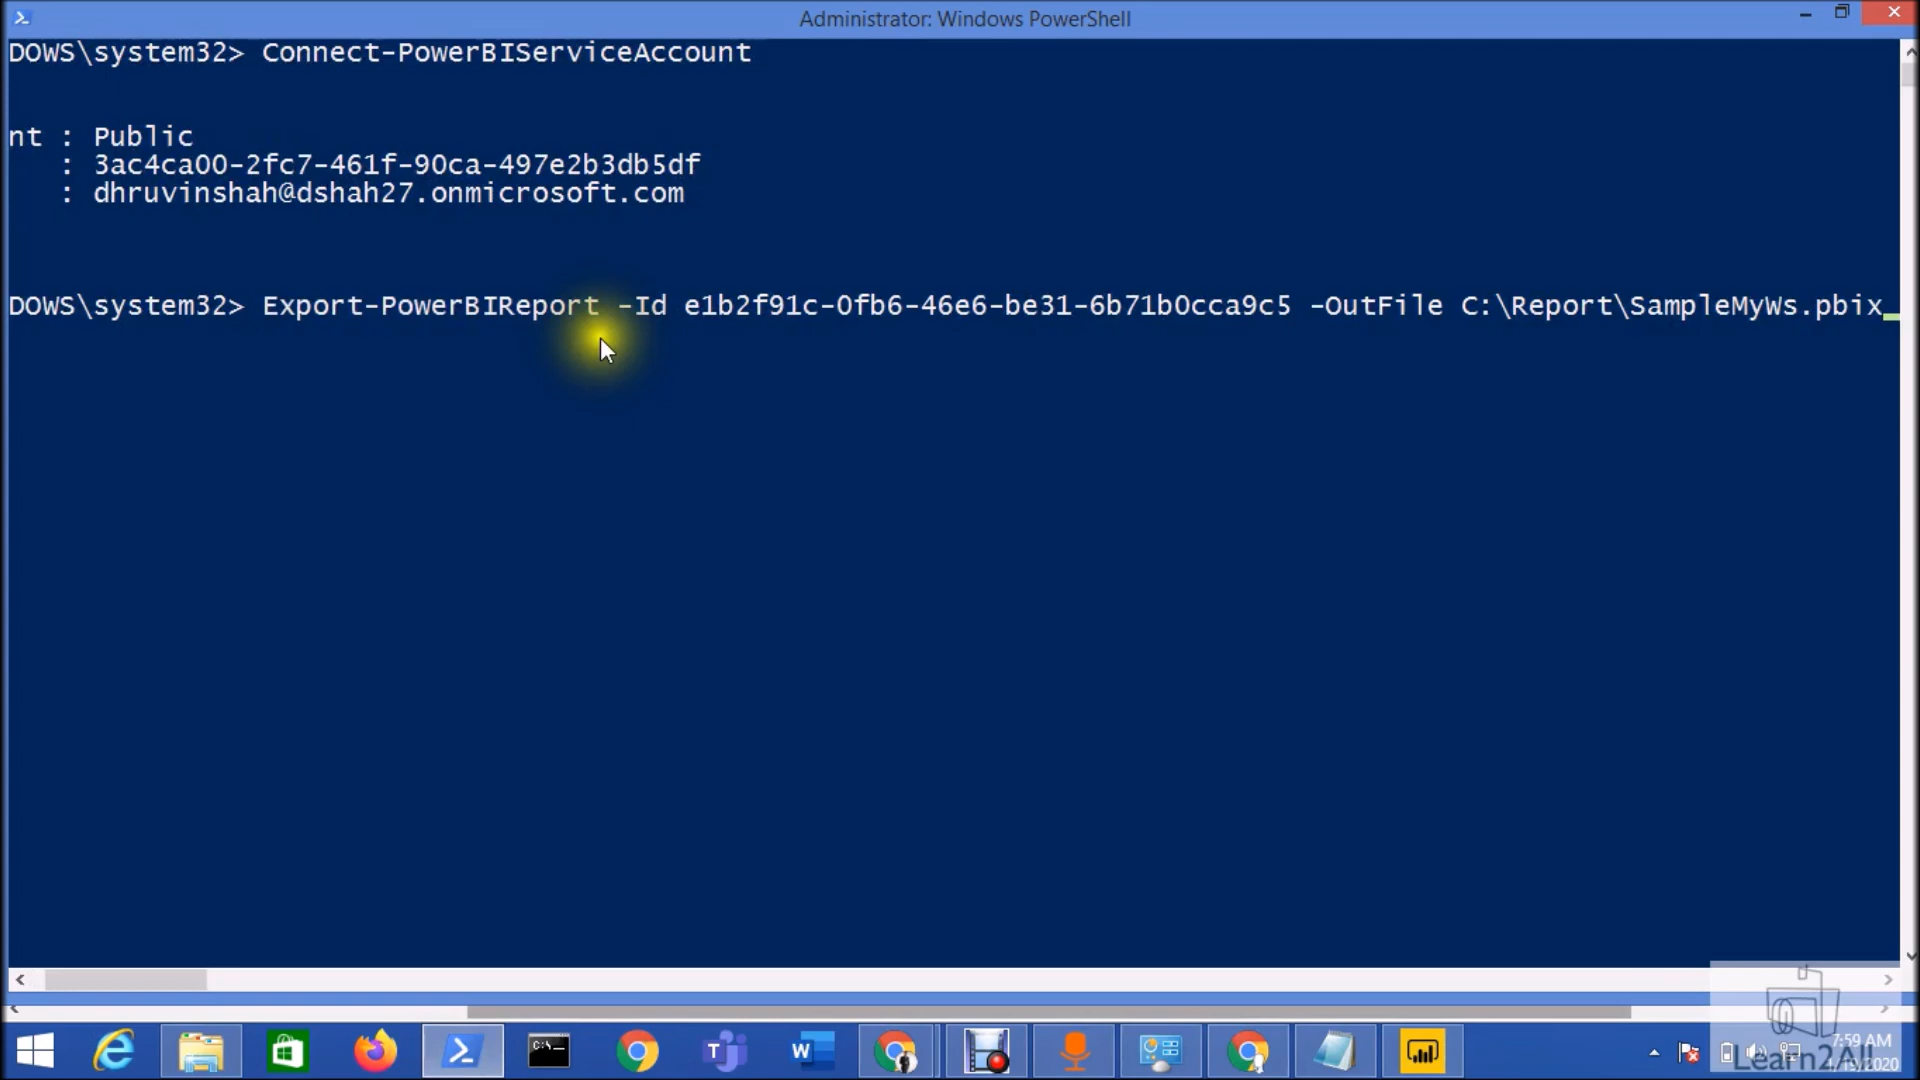 Administrator: Windows PowerShell
DOWS\system32> Connect-PowerBIServiceAccount
nt : Public
: 3ac4ca00-2fc7-461f-90ca-497e2b3db5df
: dhruvinshah@dshah27.onmicrosoft.com
DOWS\system32> Export-PowerBIReport -Id e1b2f91c-0fb6-46e6-be31-6b71b0cca9c5 -OutFile C:\Report\SampleMyWs.pbix
7:59 AM
Learn2All